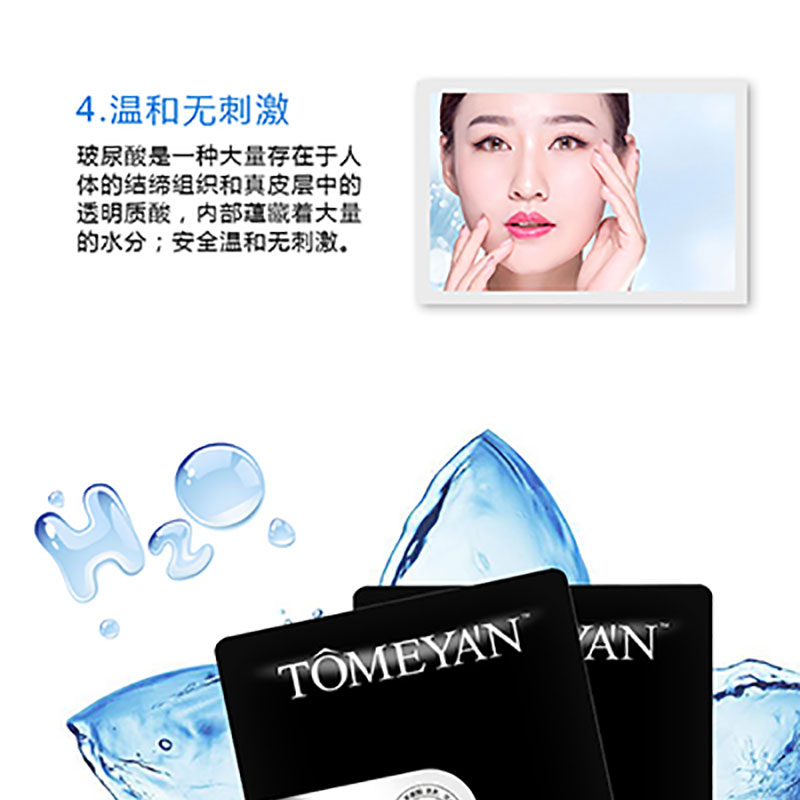 4.温和无刺激
玻尿酸是一种大量存在于人
体的结缔组织和真皮层中的
透明质酸，内部蕴藏着大量
的水分；安全温和无刺激。
H2O
TÔMEYAN™
YAN™